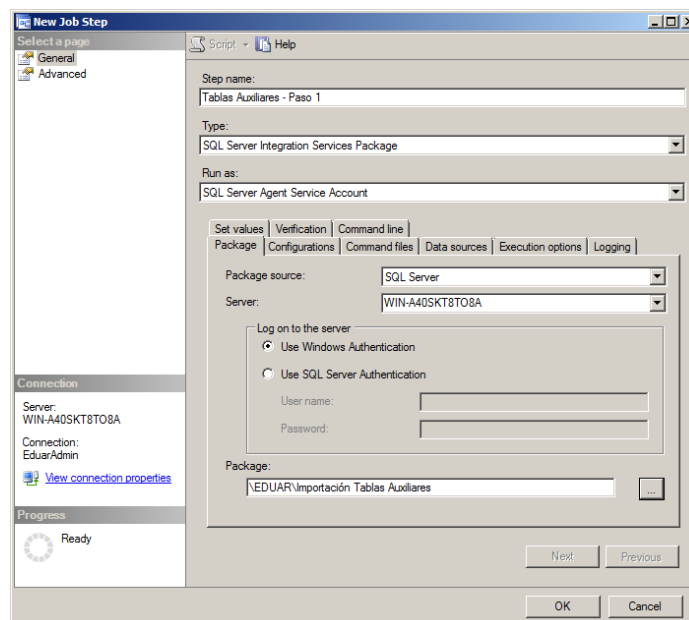 New Job Step
Select a page
General
Advanced
Script
Help
Step name:
Tablas Auxiliares - Paso 1
Type:
SQL Server Integration Services Package
Run as:
SQL Server Agent Service Account
Set values
Verification
Command line
Package
Configurations
Command files
Data sources
Execution options
Logging
Package source:
SQL Server
Server:
WIN-A40SKT8TO8A
Log on to the server
Use Windows Authentication
Use SQL Server Authentication
User name:
Password:
Package:
\EDUAR\Importación Tablas Auxiliares
...
Connection
Server:
WIN-A40SKT8TO8A
Connection:
EduarAdmin
View connection properties
Progress
Ready
Next
Previous
OK
Cancel